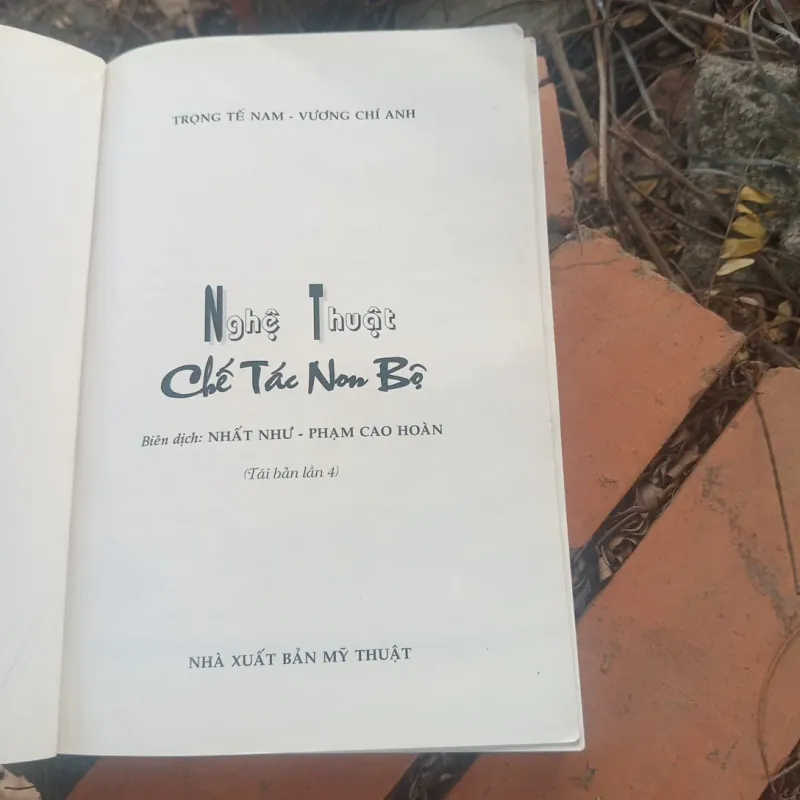 TRỌNG TẾ NAM - VƯƠNG CHÍ ANH
Nghệ Thuật
Chế Tác Non Bộ
Biên dịch: NHẤT NHƯ - PHẠM CAO HOÀN
(Tái bản lần 4)
NHÀ XUẤT BẢN MỸ THUẬT